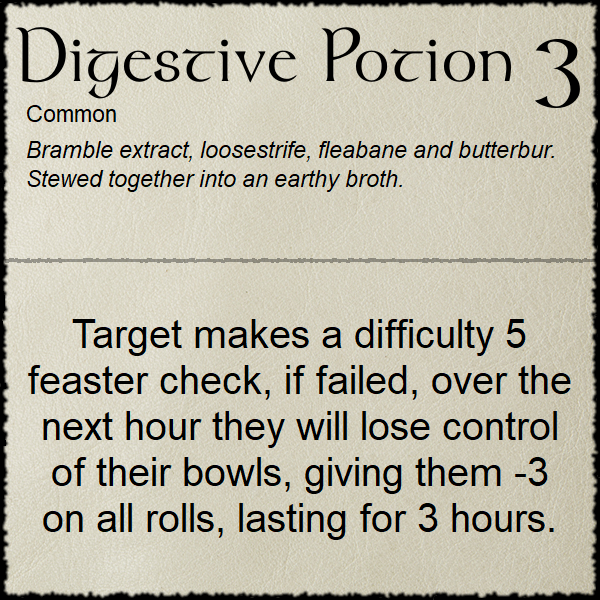 Digestive Potion 3
Common
Bramble extract, loosestrife, fleabane and butterbur.
Stewed together into an earthy broth.
Target makes a difficulty 5
feaster check, if failed, over the
next hour they will lose control
of their bowls, giving them -3
on all rolls, lasting for 3 hours.